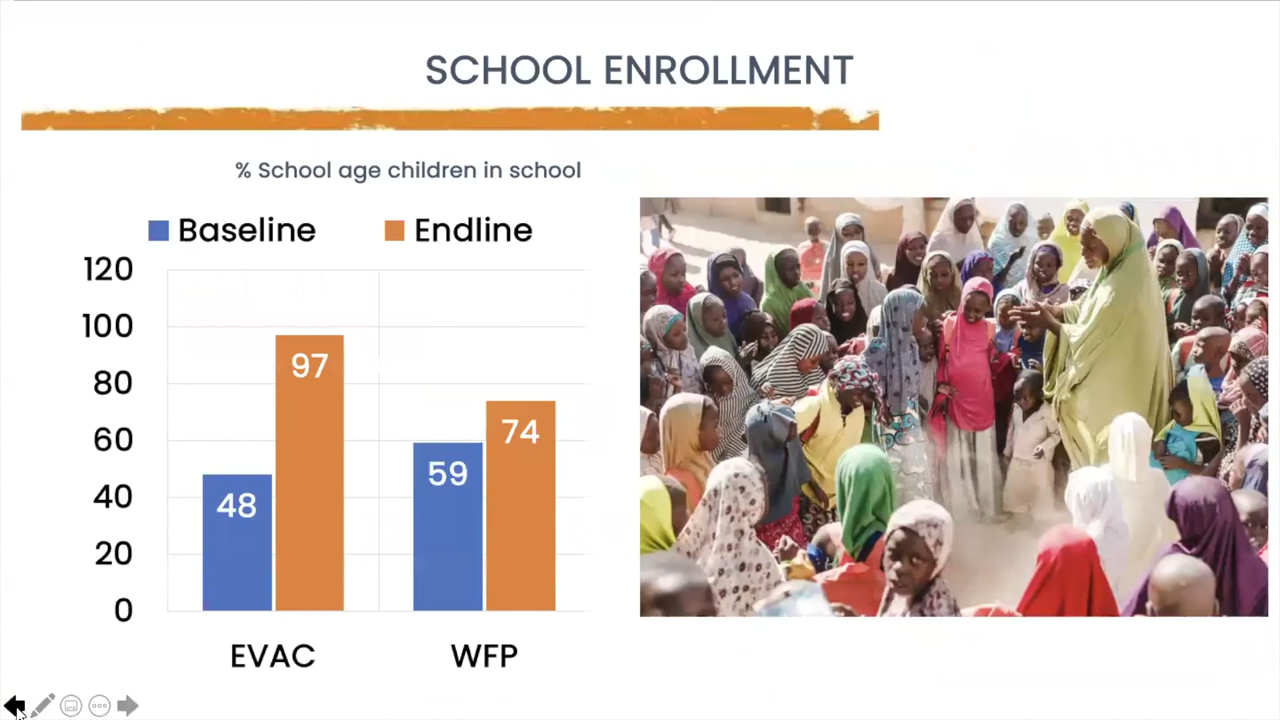 SCHOOL ENROLLMENT
% School age children in school
Baseline Endline
120
100
80
60
40
20
0
97
74
59
48
EVAC WFP